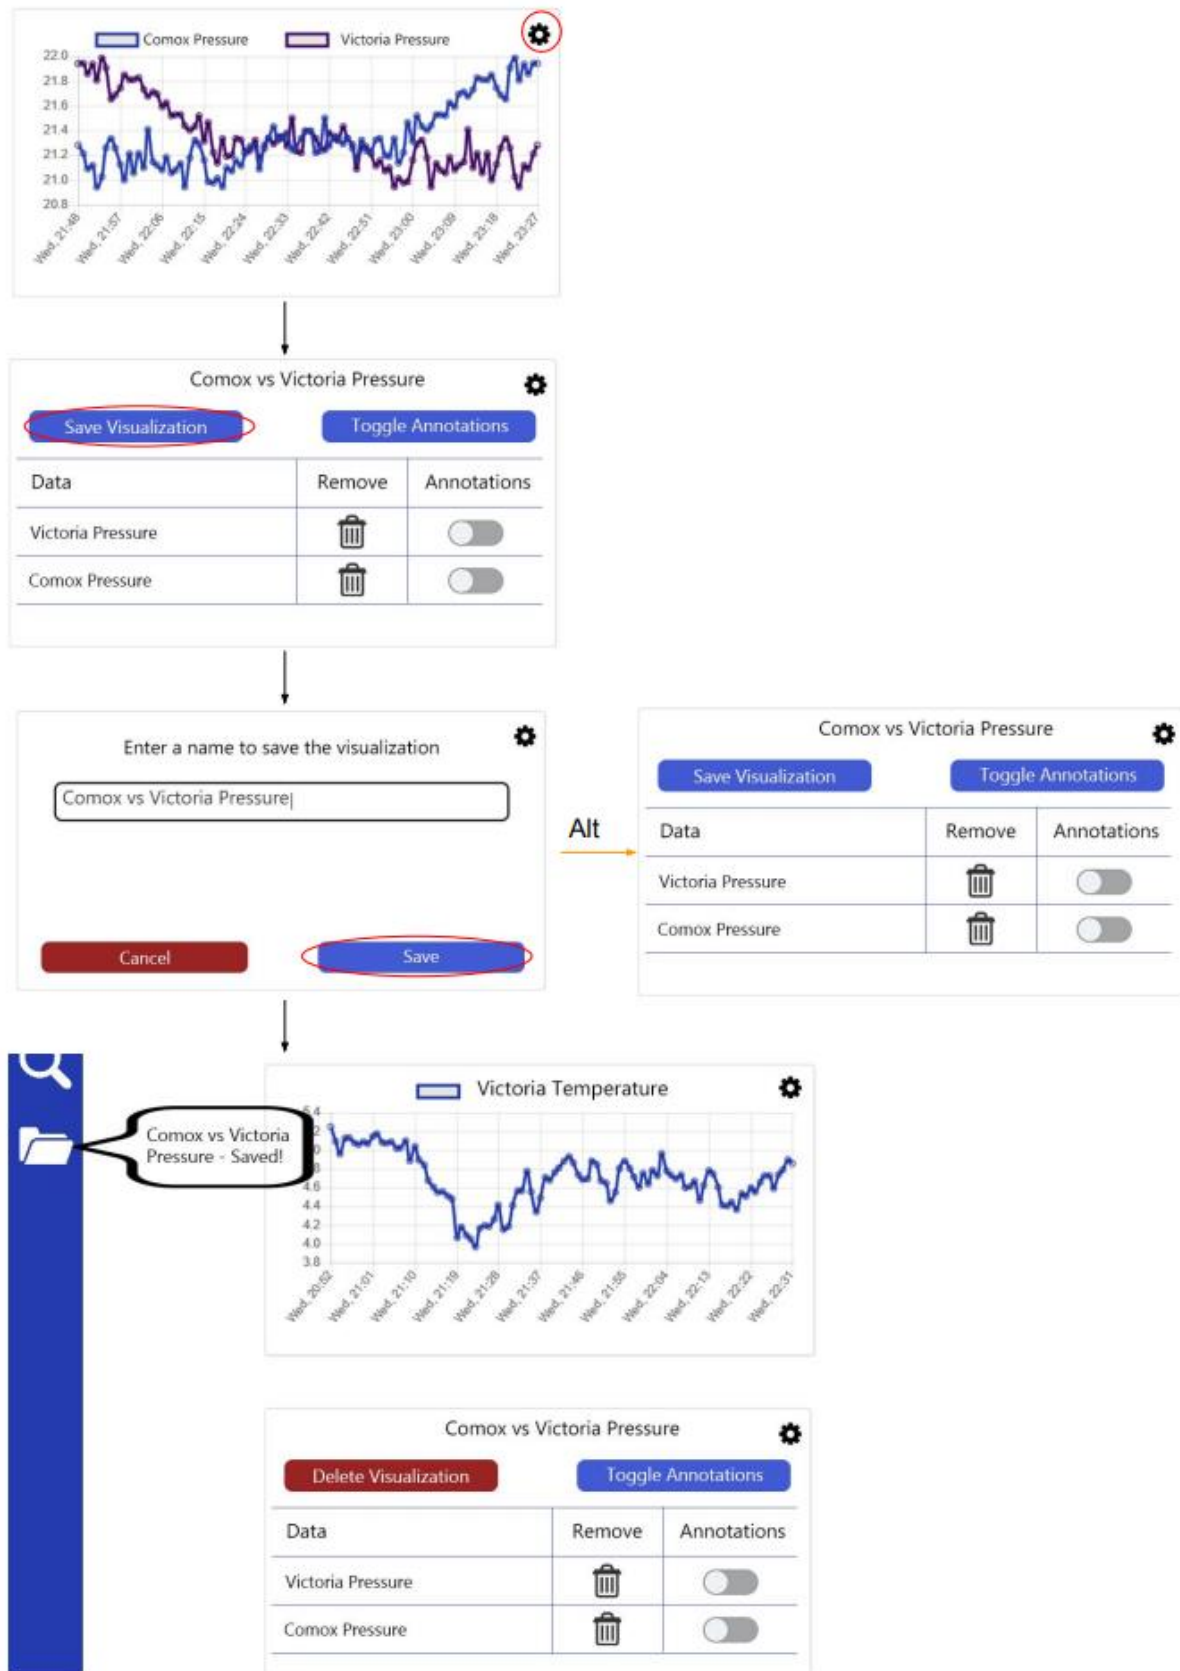 Comox Pressure Victoria Pressure
22.0
21.8
21.6
21.4
21.2
21.0
20.8
Wed, 21:48 Wed, 21:57 Wed, 22:06 Wed, 22:15 Wed, 22:24 Wed, 22:33 Wed, 22:42 Wed, 22:51 Wed, 23:00 Wed, 23:09 Wed, 23:18 Wed, 23:27
Comox vs Victoria Pressure
Save Visualization Toggle Annotations
Data Remove Annotations
Victoria Pressure
Comox Pressure
Enter a name to save the visualization
Comox vs Victoria Pressure
Cancel Save
Alt
Comox vs Victoria Pressure
Save Visualization Toggle Annotations
Data Remove Annotations
Victoria Pressure
Comox Pressure
Comox vs Victoria
Pressure - Saved!
Victoria Temperature
4.6
4.4
4.2
4.0
3.8
Wed, 20:52 Wed, 21:01 Wed, 21:10 Wed, 21:19 Wed, 21:28 Wed, 21:37 Wed, 21:46 Wed, 21:55 Wed, 22:04 Wed, 22:13 Wed, 22:22 Wed, 22:31
Comox vs Victoria Pressure
Delete Visualization Toggle Annotations
Data Remove Annotations
Victoria Pressure
Comox Pressure